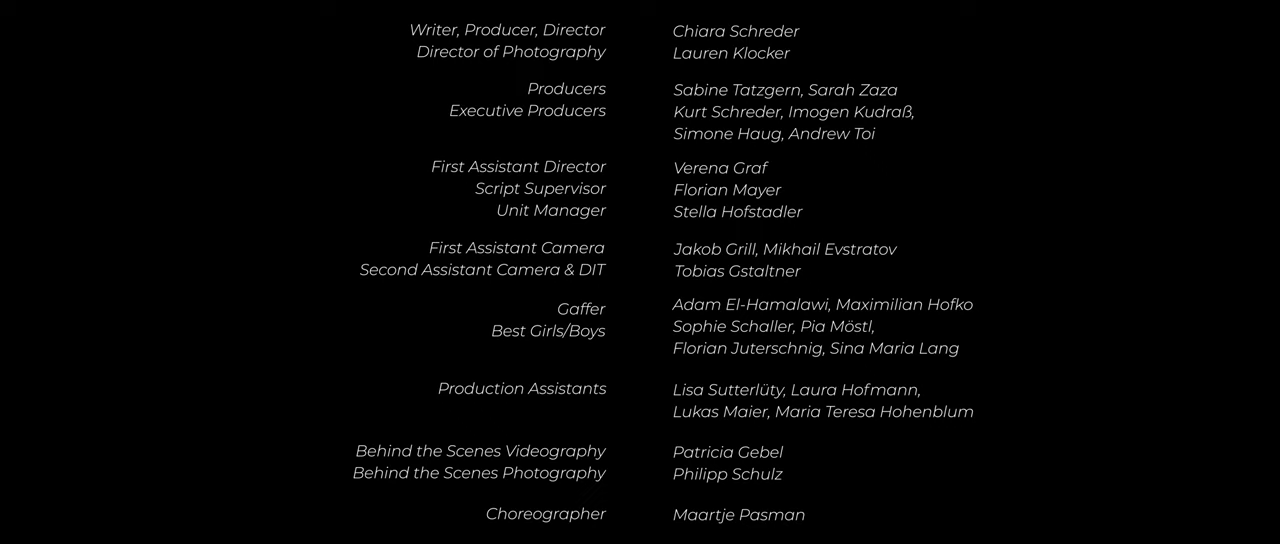 Writer, Producer, Director Chiara Schreder
Director of Photography Lauren Klocker
Producers Sabine Tatzgern, Sarah Zaza
Executive Producers Kurt Schreder, Imogen Kudraß,
Simone Haug, Andrew Toi
First Assistant Director Verena Graf
Script Supervisor Florian Mayer
Unit Manager Stella Hofstadler
First Assistant Camera Jakob Grill, Mikhail Evstratov
Second Assistant Camera & DIT Tobias Gstaltner
Gaffer Adam El-Hamalawi, Maximilian Hofko
Best Girls/Boys Sophie Schaller, Pia Möstl,
Florian Juterschnig, Sina Maria Lang
Production Assistants Lisa Sutterlüty, Laura Hofmann,
Lukas Maier, Maria Teresa Hohenblum
Behind the Scenes Videography Patricia Gebel
Behind the Scenes Photography Philipp Schulz
Choreographer Maartje Pasman